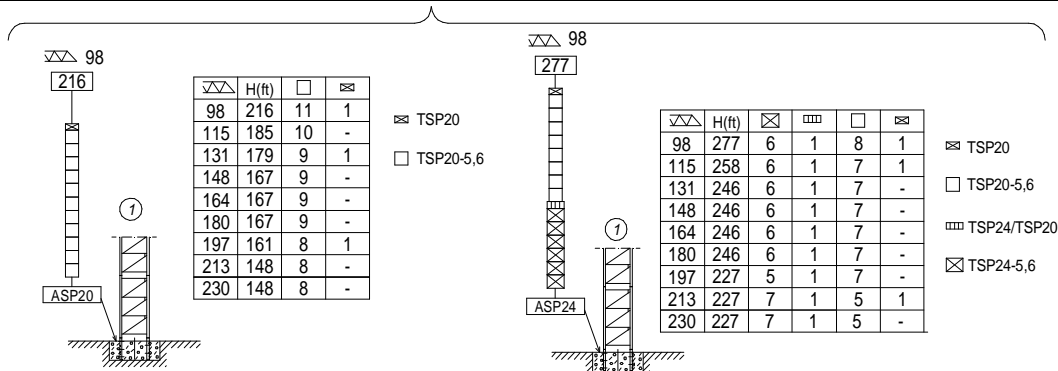 98
216
H(ft)
98 216 11 1
115 185 10 -
131 179 9 1
148 167 9 -
164 167 9 -
180 167 9 -
197 161 8 1
213 148 8 -
230 148 8 -
TSP20
TSP20-5,6
1
ASP20
98
277
H(ft)
98 277 6 1 8 1
115 258 6 1 7 1
131 246 6 1 7 -
148 246 6 1 7 -
164 246 6 1 7 -
180 246 6 1 7 -
197 227 5 1 7 -
213 227 7 1 5 1
230 227 7 1 5 -
TSP20
TSP20-5,6
TSP24/TSP20
TSP24-5,6
1
ASP24